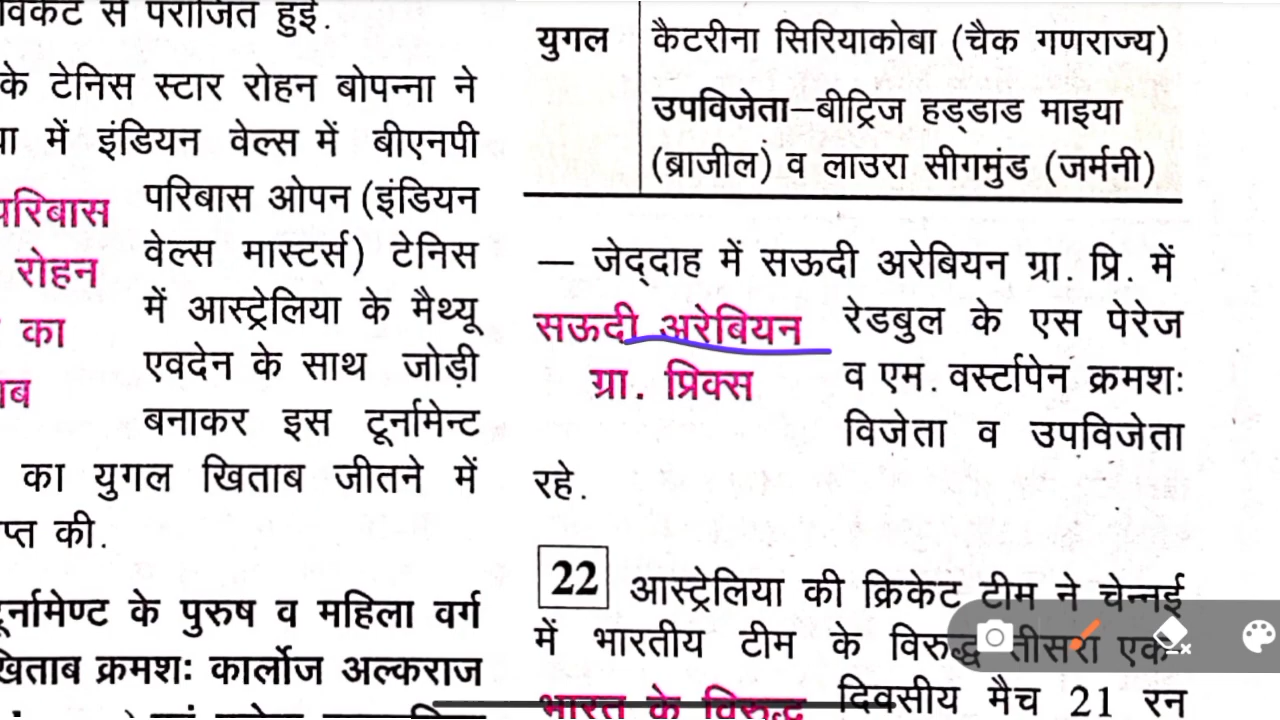 विकेट से पराजित हुई.
के टेनिस स्टार रोहन बोपन्ना ने
में इंडियन वेल्स में बीएनपी
परिबास ओपन (इंडियन
वेल्स मास्टर्स) टेनिस
में आस्ट्रेलिया के मैथ्यू
एवदेन के साथ जोड़ी
बनाकर इस टूर्नामेन्ट
परिबास
रोहन
का
का युगल खिताब जीतने में
की.
टूर्नामेण्ट के पुरुष व महिला वर्ग
खिताब क्रमशः कार्लोज अल्कराज
युगल
कैटरीना सिरियाकोबा (चैक गणराज्य)
उपविजेता–बीट्रिज हड्डाड माइया
(ब्राजील) व लाउरा सीगमुंड (जर्मनी)
— जेद्दाह में सऊदी अरेबियन ग्रा. प्रि. में
सऊदी अरेबियन
ग्रा. प्रिक्स
रेडबुल के एस पेरेज
व एम. वर्स्टापेन क्रमशः
विजेता व उपविजेता
रहे.
22 आस्ट्रेलिया की क्रिकेट टीम ने चेन्नई
में भारतीय टीम के विरुद्ध तीसरा एक-
भारत के विरुद्ध
दिवसीय मैच 21 रन